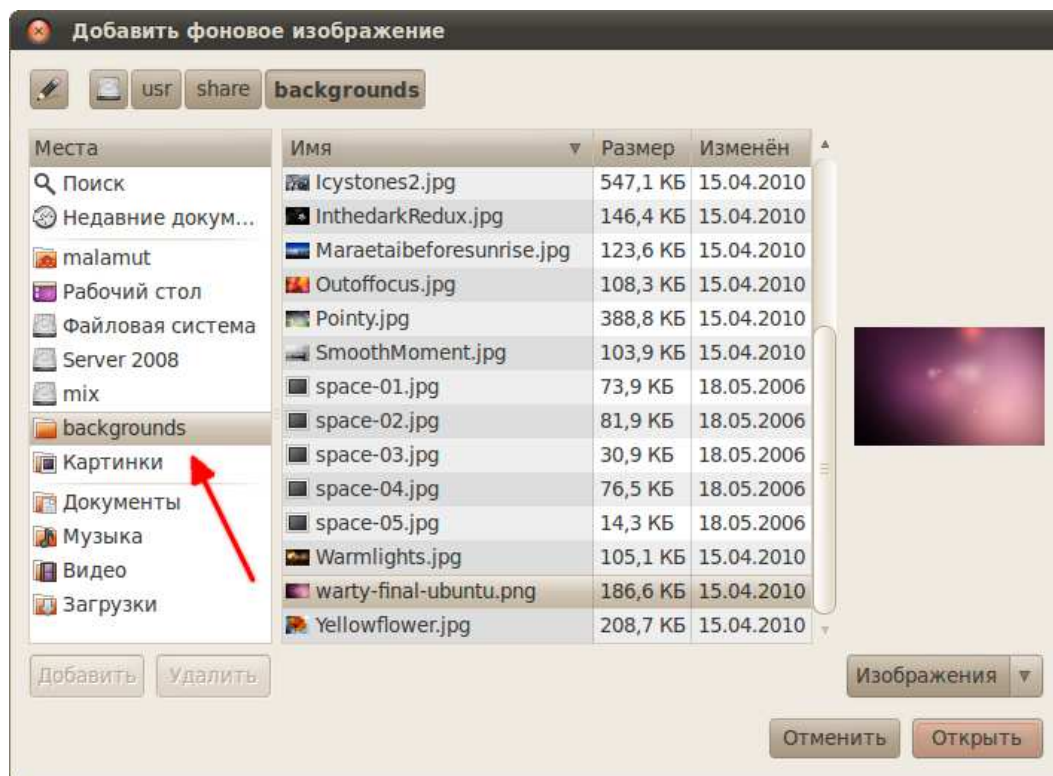 Добавить фоновое изображение
usr share backgrounds
Места
Поиск
Недавние докум...
malamut
Рабочий стол
Файловая система
Server 2008
mix
backgrounds
Картинки
Документы
Музыка
Видео
Загрузки
Имя Размер Изменён
Icystones2.jpg 547,1 КБ 15.04.2010
InthedarkRedux.jpg 146,4 КБ 15.04.2010
Maraetaibeforesunrise.jpg 123,6 КБ 15.04.2010
Outoffocus.jpg 108,3 КБ 15.04.2010
Pointy.jpg 388,8 КБ 15.04.2010
SmoothMoment.jpg 103,9 КБ 15.04.2010
space-01.jpg 73,9 КБ 18.05.2006
space-02.jpg 81,9 КБ 18.05.2006
space-03.jpg 30,9 КБ 18.05.2006
space-04.jpg 76,5 КБ 18.05.2006
space-05.jpg 14,3 КБ 18.05.2006
Warmlights.jpg 105,1 КБ 15.04.2010
warty-final-ubuntu.png 186,6 КБ 15.04.2010
Yellowflower.jpg 208,7 КБ 15.04.2010
Добавить Удалить
Изображения
Отменить Открыть